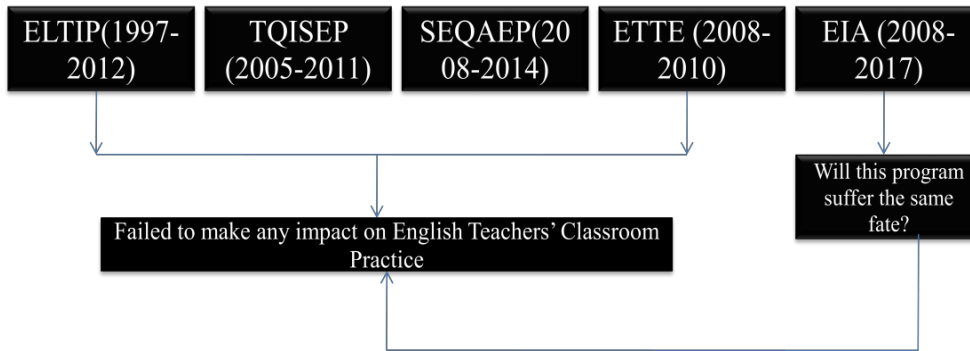 ELTIP(1997-
2012)
TQISEP
(2005-2011)
SEQAEP(20
08-2014)
ETTE (2008-
2010)
EIA (2008-
2017)
Will this program
suffer the same
fate?
Failed to make any impact on English Teachers’ Classroom
Practice